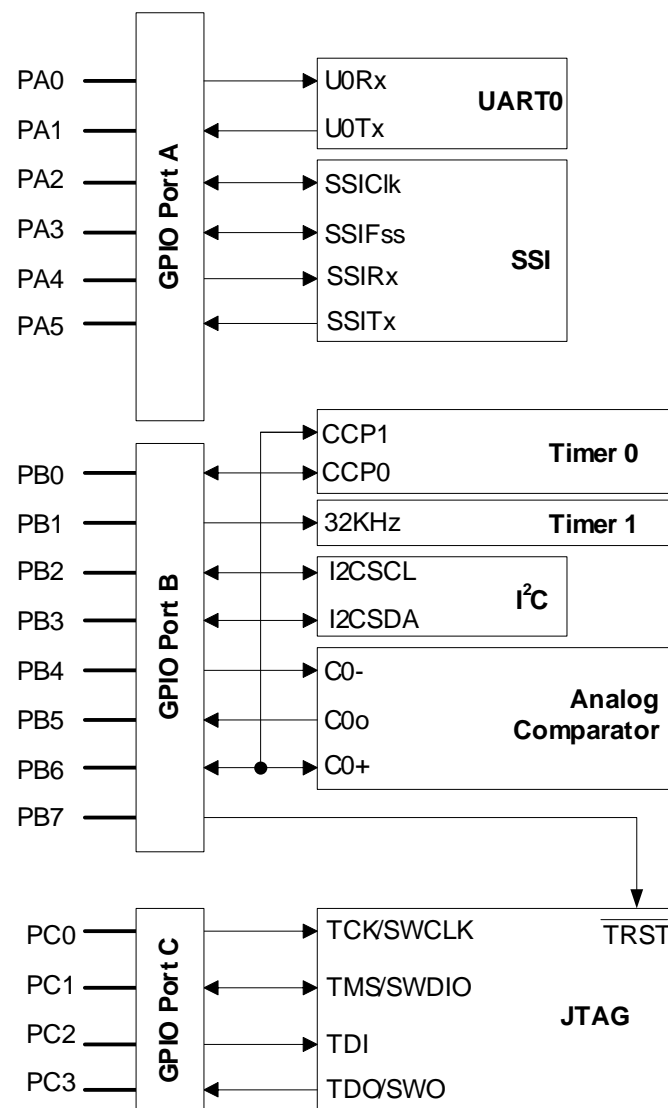 PA0
PA1
PA2
PA3
PA4
PA5
GPIO Port A
U0Rx
U0Tx
UART0
SSIClk
SSIFss
SSIRx
SSITx
SSI
PB0
PB1
PB2
PB3
PB4
PB5
PB6
PB7
GPIO Port B
CCP1
CCP0
Timer 0
32KHz
Timer 1
I2CSCL
I2CSDA
I²C
C0-
C0o
C0+
Analog
Comparator
PC0
PC1
PC2
PC3
GPIO Port C
TCK/SWCLK
TMS/SWDIO
TDI
TDO/SWO
TRST
JTAG